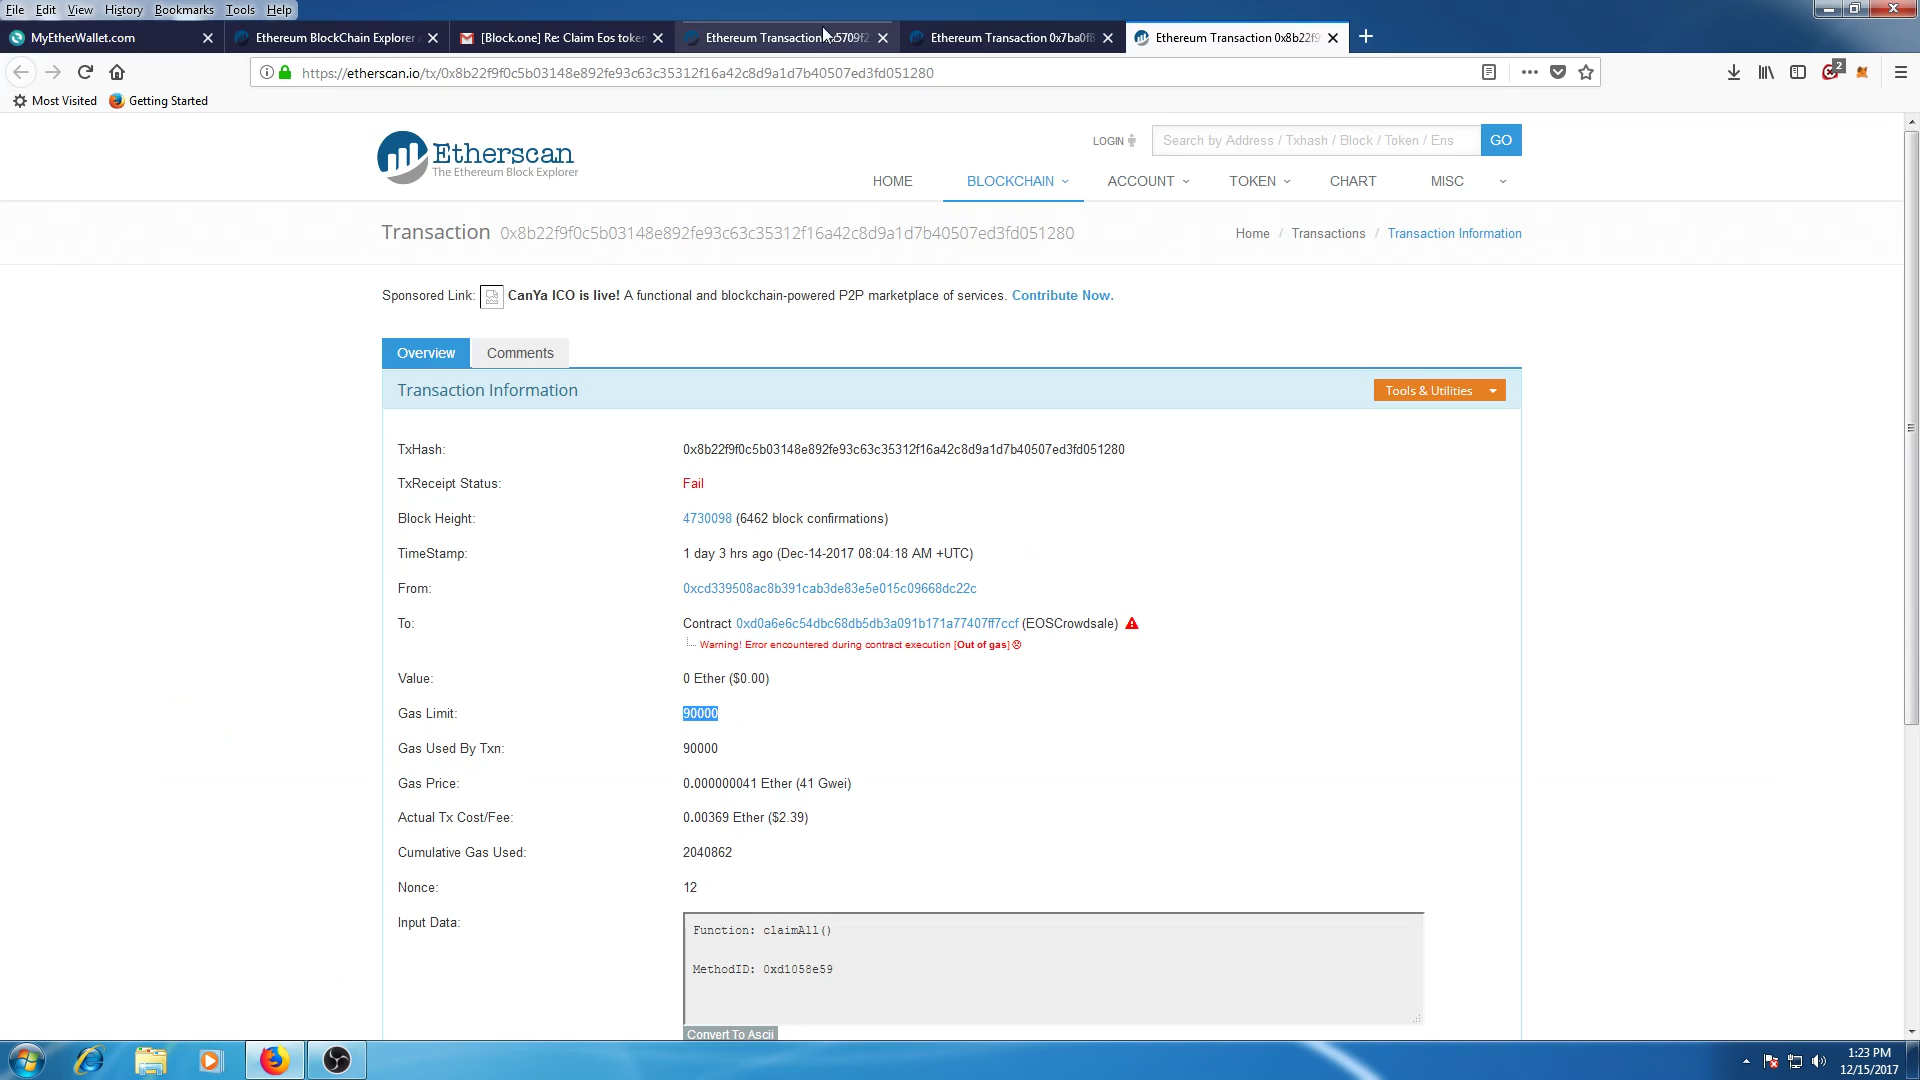 File Edit View History Bookmarks Tools Help
MyEtherWallet.com
Ethereum BlockChain Explorer
[Block.one] Re: Claim Eos token
Ethereum Transaction
Ethereum Transaction 0x7ba0f8
Ethereum Transaction 0x8b22f9
https://etherscan.io/tx/0x8b22f9f0c5b03148e892fe93c63c35312f16a42c8d9a1d7b40507ed3fd051280
2
Most Visited Getting Started
Etherscan
The Ethereum Block Explorer
LOGIN
Search by Address / Txhash / Block / Token / Ens
GO
HOME BLOCKCHAIN ACCOUNT TOKEN CHART MISC
Transaction 0x8b22f9f0c5b03148e892fe93c63c35312f16a42c8d9a1d7b40507ed3fd051280
Home / Transactions / Transaction Information
Sponsored Link: CanYa ICO is live! A functional and blockchain-powered P2P marketplace of services. Contribute Now.
Overview Comments
Transaction Information
Tools & Utilities
TxHash: 0x8b22f9f0c5b03148e892fe93c63c35312f16a42c8d9a1d7b40507ed3fd051280
TxReceipt Status: Fail
Block Height: 4730098 (6462 block confirmations)
TimeStamp: 1 day 3 hrs ago (Dec-14-2017 08:04:18 AM +UTC)
From: 0xcd339508ac8b391cab3de83e5e015c09668dc22c
To: Contract 0xd0a6e6c54dbc68db5db3a091b171a77407ff7ccf (EOSCrowdsale)
Warning! Error encountered during contract execution [Out of gas]
Value: 0 Ether ($0.00)
Gas Limit: 90000
Gas Used By Txn: 90000
Gas Price: 0.000000041 Ether (41 Gwei)
Actual Tx Cost/Fee: 0.00369 Ether ($2.39)
Cumulative Gas Used: 2040862
Nonce: 12
Input Data:
Function: claimAll()
MethodID: 0xd1058e59
Convert To Ascii
1:23 PM
12/15/2017